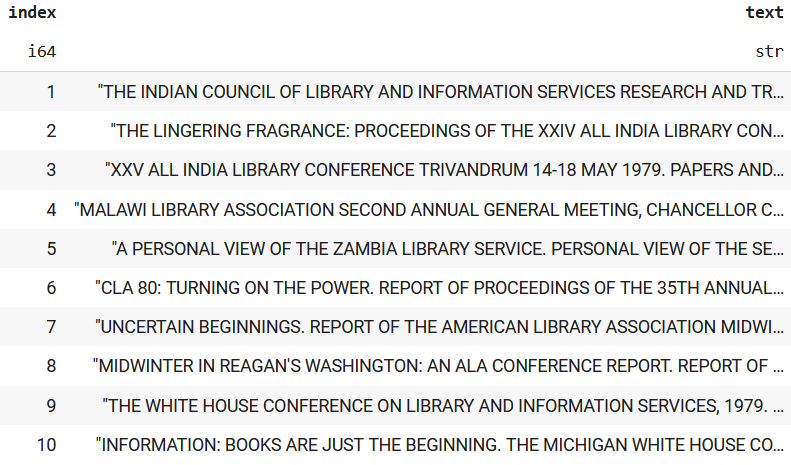 index text
i64 str
1 "THE INDIAN COUNCIL OF LIBRARY AND INFORMATION SERVICES RESEARCH AND TR…
2 "THE LINGERING FRAGRANCE: PROCEEDINGS OF THE XXIV ALL INDIA LIBRARY CON…
3 "XXV ALL INDIA LIBRARY CONFERENCE TRIVANDRUM 14-18 MAY 1979. PAPERS AND…
4 "MALAWI LIBRARY ASSOCIATION SECOND ANNUAL GENERAL MEETING, CHANCELLOR C…
5 "A PERSONAL VIEW OF THE ZAMBIA LIBRARY SERVICE. PERSONAL VIEW OF THE SE…
6 "CLA 80: TURNING ON THE POWER. REPORT OF PROCEEDINGS OF THE 35TH ANNUAL…
7 "UNCERTAIN BEGINNINGS. REPORT OF THE AMERICAN LIBRARY ASSOCIATION MIDWI…
8 "MIDWINTER IN REAGAN'S WASHINGTON: AN ALA CONFERENCE REPORT. REPORT OF …
9 "THE WHITE HOUSE CONFERENCE ON LIBRARY AND INFORMATION SERVICES, 1979. …
10 "INFORMATION: BOOKS ARE JUST THE BEGINNING. THE MICHIGAN WHITE HOUSE CO…